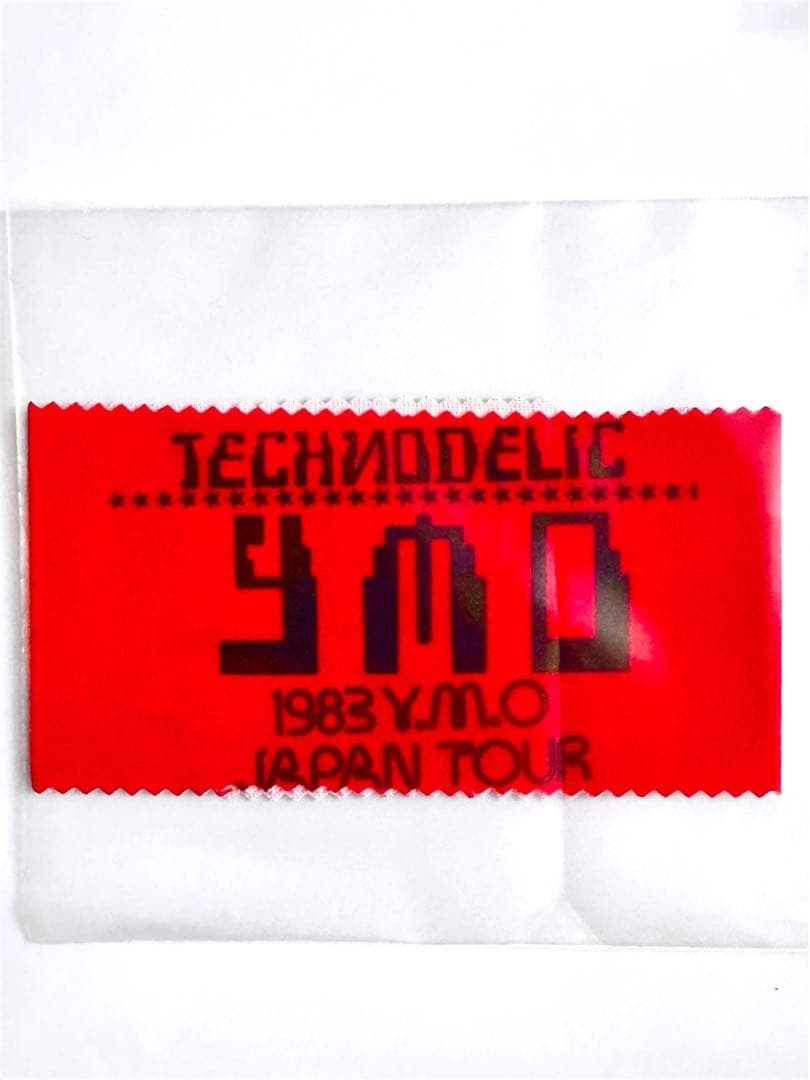 TECHNODELIC
YMO
1983 Y.M.O
JAPAN TOUR